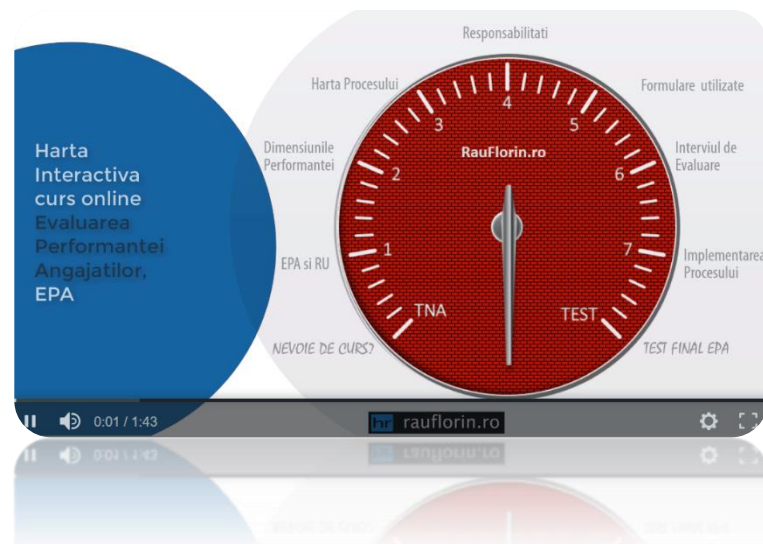 Responsabilitati
Harta Procesului
Formulare utilizate
4
3
5
Harta
Interactiva
curs online
Evaluarea
Performantei
Angajatilor,
EPA
Dimensiunile
Performantei
RauFlorin.ro
Interviul de
Evaluare
2
6
EPA si RU
1
7
Implementarea
Procesului
TNA
TEST
NEVOIE DE CURS?
TEST FINAL EPA
0:01 / 1:43
hr rauflorin.ro